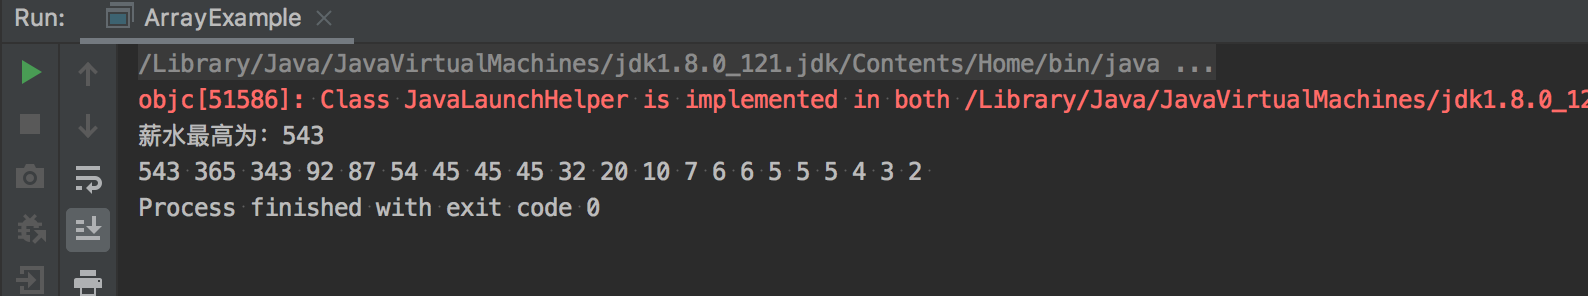 Run: ArrayExample
/Library/Java/JavaVirtualMachines/jdk1.8.0_121.jdk/Contents/Home/bin/java ...
objc[51586]: Class JavaLaunchHelper is implemented in both /Library/Java/JavaVirtualMachines/jdk1.8.0_12
薪水最高为：543
543 365 343 92 87 54 45 45 45 32 20 10 7 6 6 5 5 5 4 3 2
Process finished with exit code 0